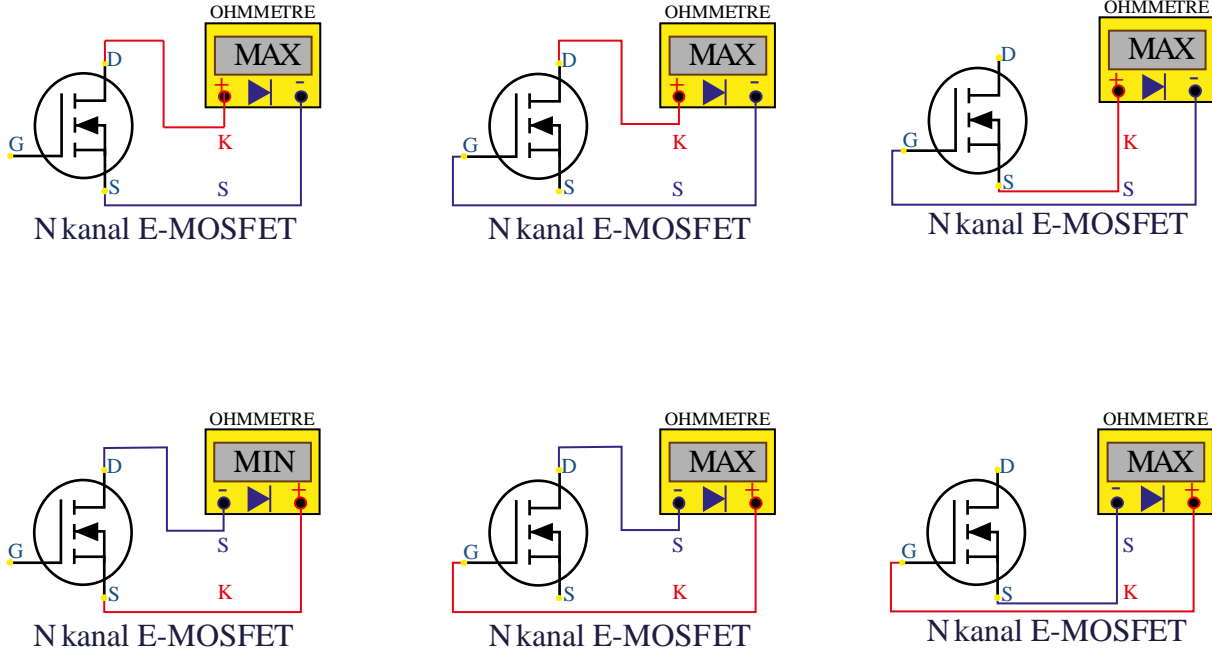 OHMMETRE
MAX
D
+ -
G
K
S
S
N kanal E-MOSFET
OHMMETRE
MAX
D
+ -
G
K
S
S
N kanal E-MOSFET
OHMMETRE
MAX
D
+ -
G
K
S
S
N kanal E-MOSFET
OHMMETRE
MIN
D
- +
S
G
K
S
N kanal E-MOSFET
OHMMETRE
MAX
D
- +
S
G
K
S
N kanal E-MOSFET
OHMMETRE
MAX
D
- +
S
G
K
S
N kanal E-MOSFET